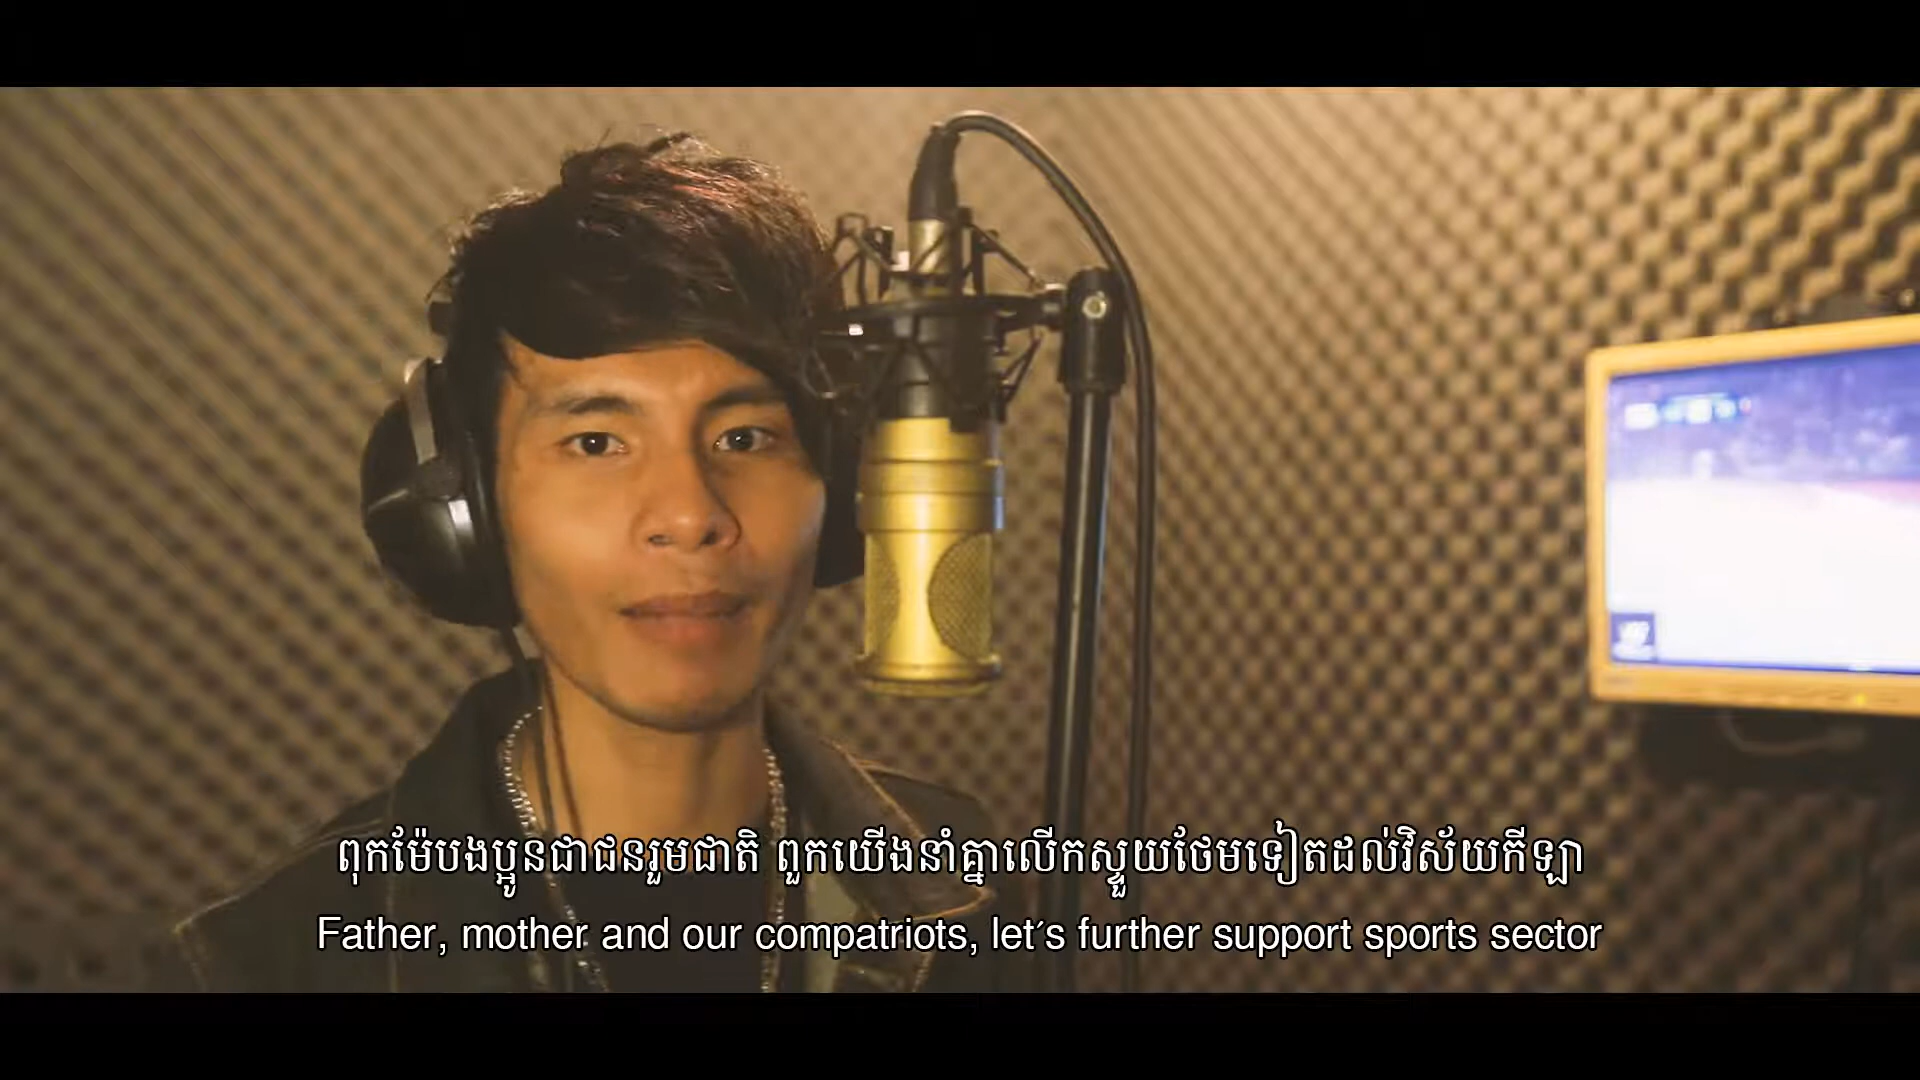 ពុកម៉ែបងប្អូនជាជនរួមជាតិ ពួកយើងនាំគ្នាលើកស្ទួយថែមទៀតដល់វិស័យកីឡា
Father, mother and our compatriots, let's further support sports sector